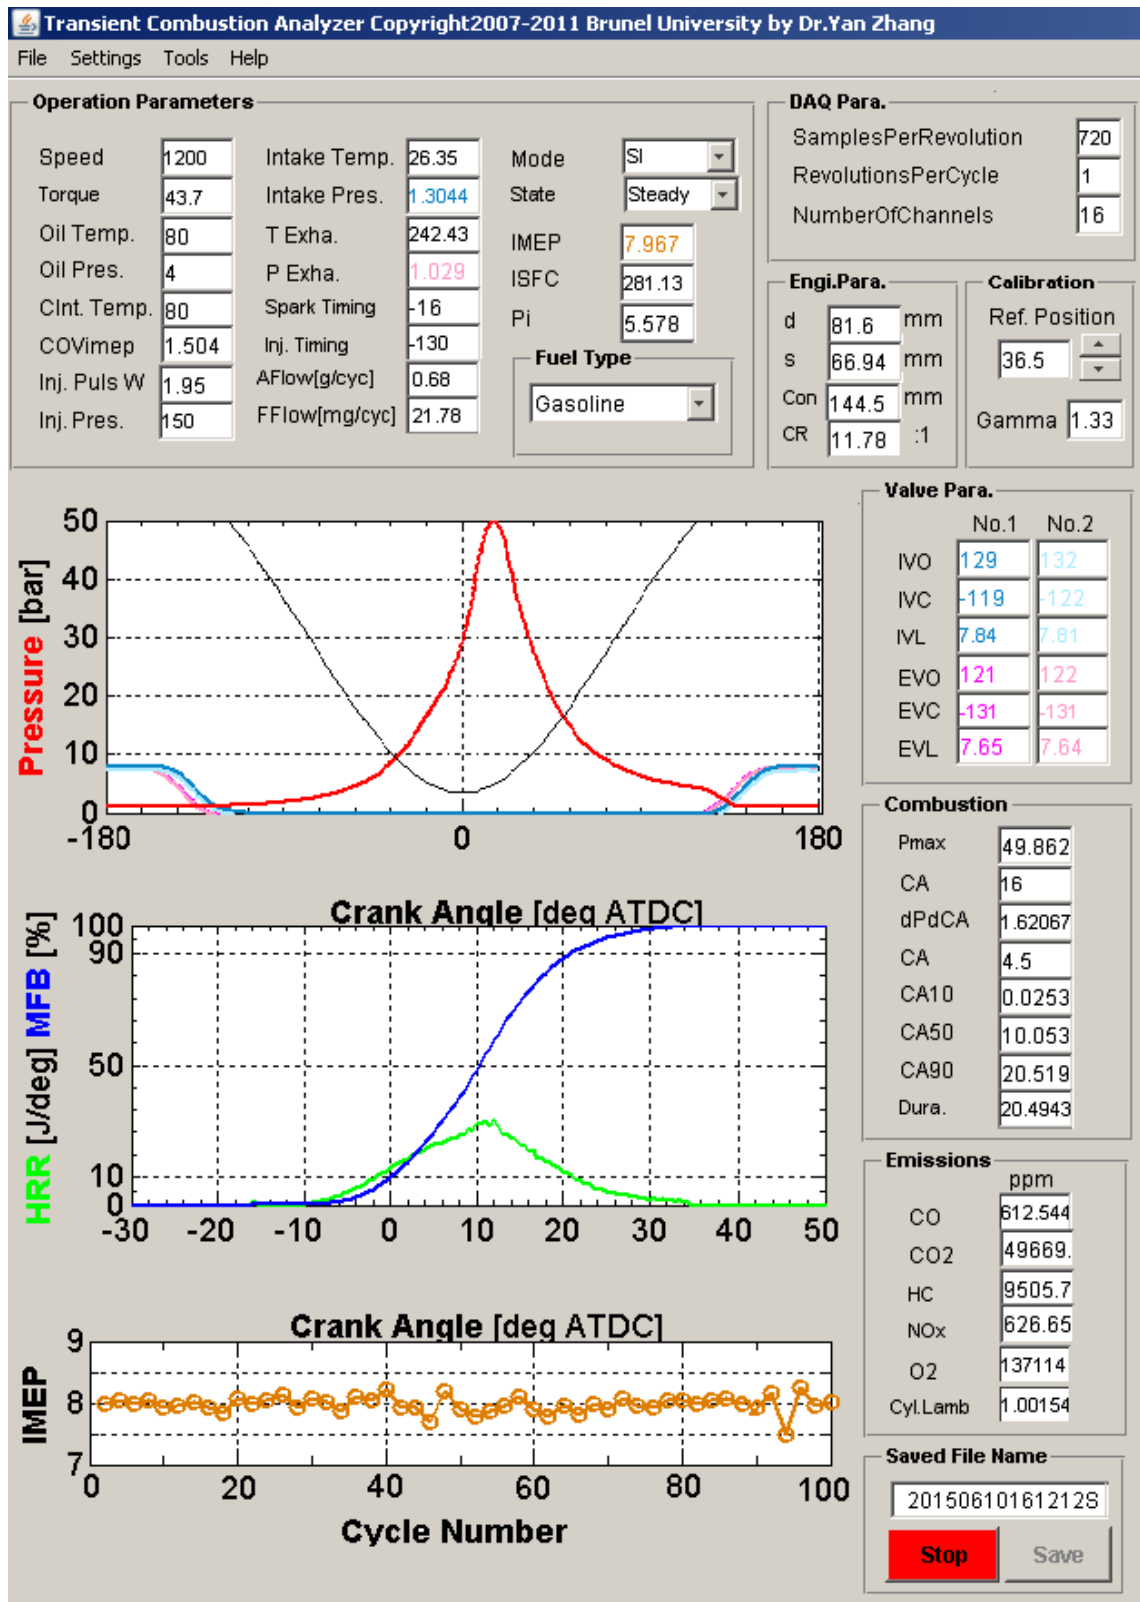 Transient Combustion Analyzer Copyright2007-2011 Brunel University by Dr.Yan Zhang
File Settings Tools Help
Operation Parameters
Speed 1200
Torque 43.7
Oil Temp. 80
Oil Pres. 4
Clnt. Temp. 80
COVimep 1.504
Inj. Puls W 1.95
Inj. Pres. 150
Intake Temp. 26.35
Intake Pres. 1.3044
T Exha. 242.43
P Exha. 1.029
Spark Timing -16
Inj. Timing -130
AFlow[g/cyc] 0.68
FFlow[mg/cyc] 21.78
Mode SI
State Steady
IMEP 7.967
ISFC 281.13
Pi 5.578
Fuel Type
Gasoline
DAQ Para.
SamplesPerRevolution 720
RevolutionsPerCycle 1
NumberOfChannels 16
Engi.Para.
d 81.6 mm
s 66.94 mm
Con 144.5 mm
CR 11.78 :1
Calibration
Ref. Position
36.5
Gamma 1.33
Pressure [bar]
50
40
30
20
10
0
-180 0 180
Crank Angle [deg ATDC]
HRR [J/deg] MFB [%]
100
90
50
10
0
-30 -20 -10 0 10 20 30 40 50
Crank Angle [deg ATDC]
IMEP
9
8
7
0 20 40 60 80 100
Cycle Number
Valve Para.
No.1 No.2
IVO 129 132
IVC -119 -122
IVL 7.84 7.81
EVO 121 122
EVC -131 -131
EVL 7.65 7.64
Combustion
Pmax 49.862
CA 16
dPdCA 1.62067
CA 4.5
CA10 0.0253
CA50 10.053
CA90 20.519
Dura. 20.4943
Emissions
ppm
CO 612.544
CO2 49669.
HC 9505.7
NOx 626.65
O2 137114
Cyl.Lamb 1.00154
Saved File Name
20150610161212S
Stop Save